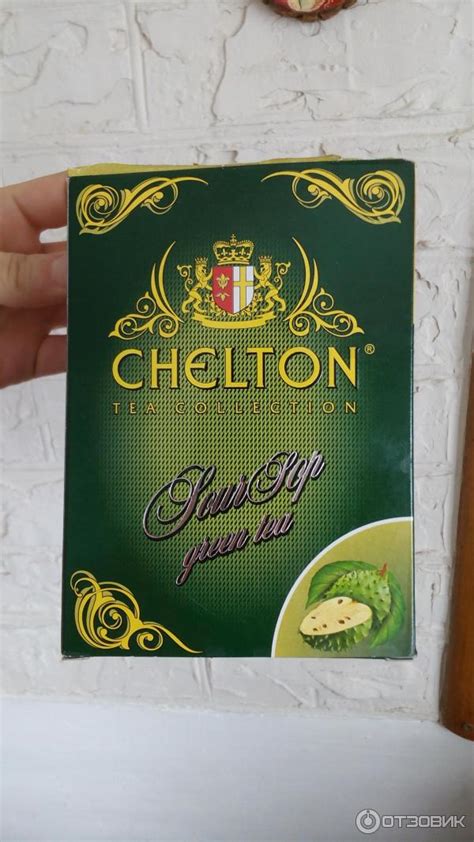 CHELTON®
TEA COLLECTION
Sour Sop
green tea
ОТЗОВИК